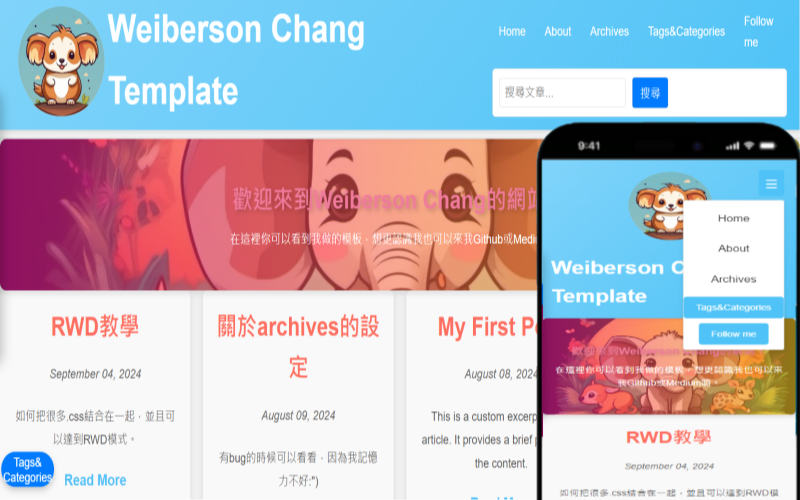 Weiberson Chang
Template
Home
About
Archives
Tags&Categories
Follow
me
搜尋文章...
搜尋
歡迎來到Weiberson Chang的網站
在這裡你可以看到我做的模板，想更認識我也可以來我Github或Medium
RWD教學
September 04, 2024
如何把很多.css結合在一起，並且可
以達到RWD模式。
Read More
關於archives的設
定
August 09, 2024
有bug的時候可以看看，因為我記憶
力不好:")
My First Po
August 08, 2024
This is a custom excerp
article. It provides a brief p
the content.
Read M
Tags&
Categories
9:41
Weiberson C
Template
Home
About
Archives
Tags&Categories
Follow me
歡迎來到Weiberson Chang
在這裡你可以看到我做的模板，想更認識我也可以來
我Github或Medium喔。
RWD教學
September 04, 2024
如何把很多.css結合在一起，並且可以達到RWD模